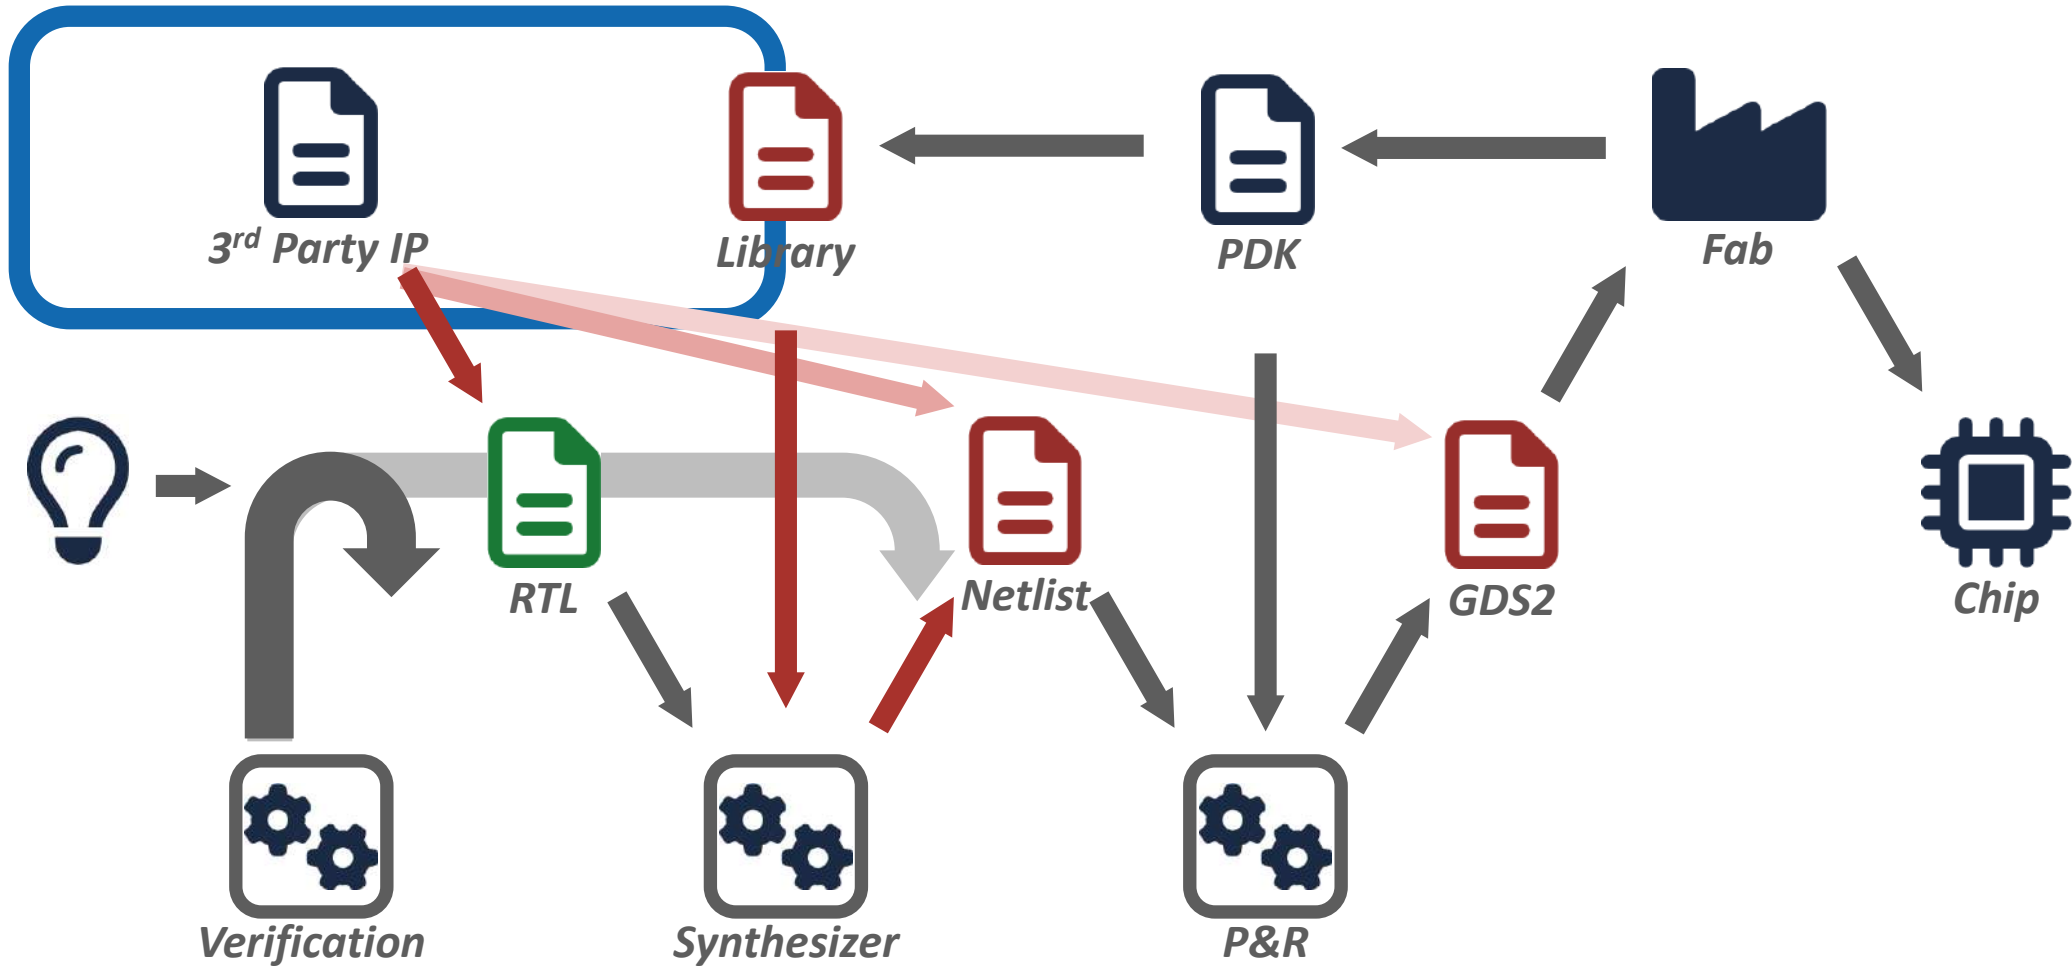 3rd Party IP
Library
PDK
Fab
RTL
Netlist
GDS2
Chip
Verification
Synthesizer
P&R